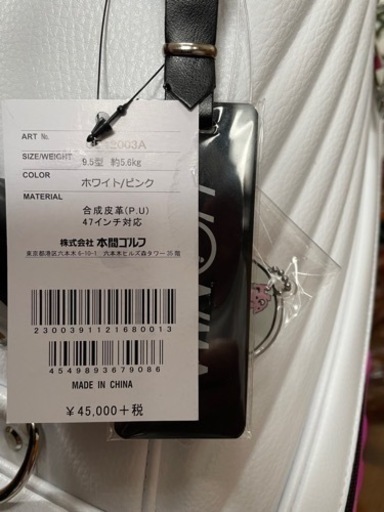 ART No.
12003A
SIZE/WEIGHT 9.5型 約5.6kg
COLOR ホワイト/ピンク
MATERIAL
合成皮革(P.U)
47インチ対応
株式会社 本間ゴルフ
東京都港区六本木6-10-1 六本木ヒルズ森タワー35階
2300391121680013
4549893679086
MADE IN CHINA
¥45,000+税
HONMA